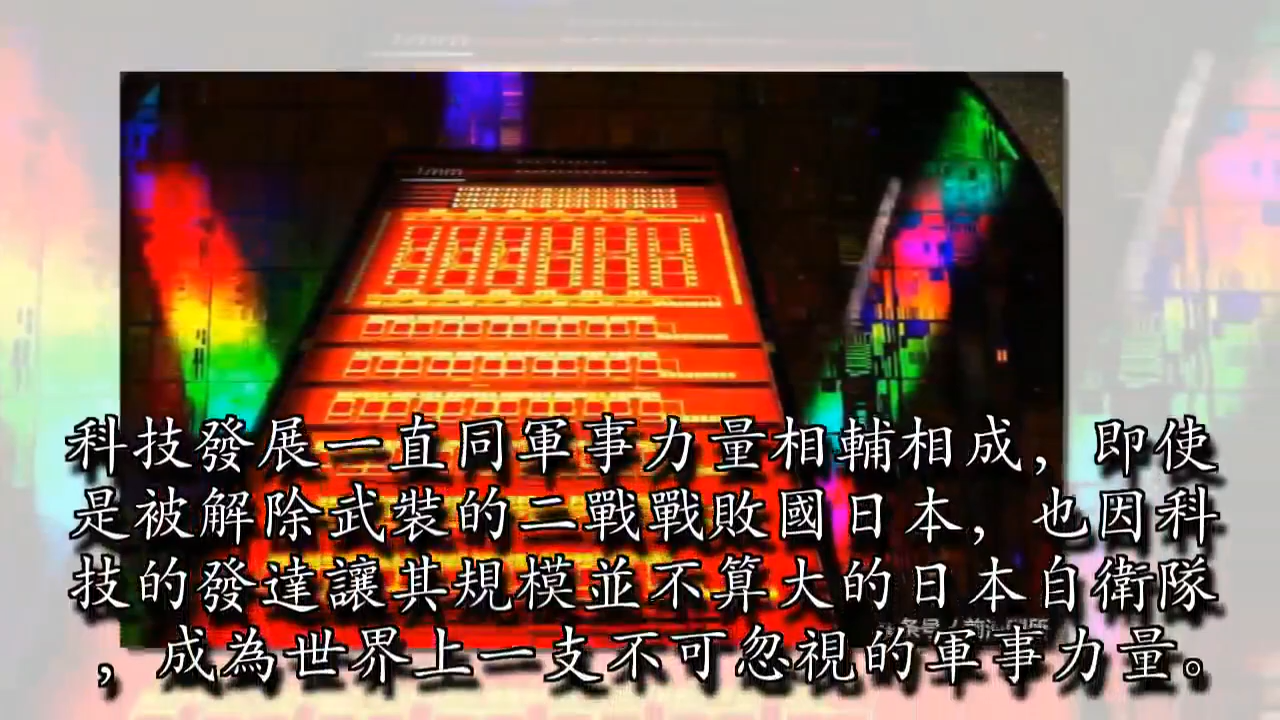 1mm
科技發展一直同軍事力量相輔相成，即使
是被解除武裝的二戰戰敗國日本，也因科
技的發達讓其規模並不算大的日本自衛隊
，成為世界上一支不可忽視的軍事力量。